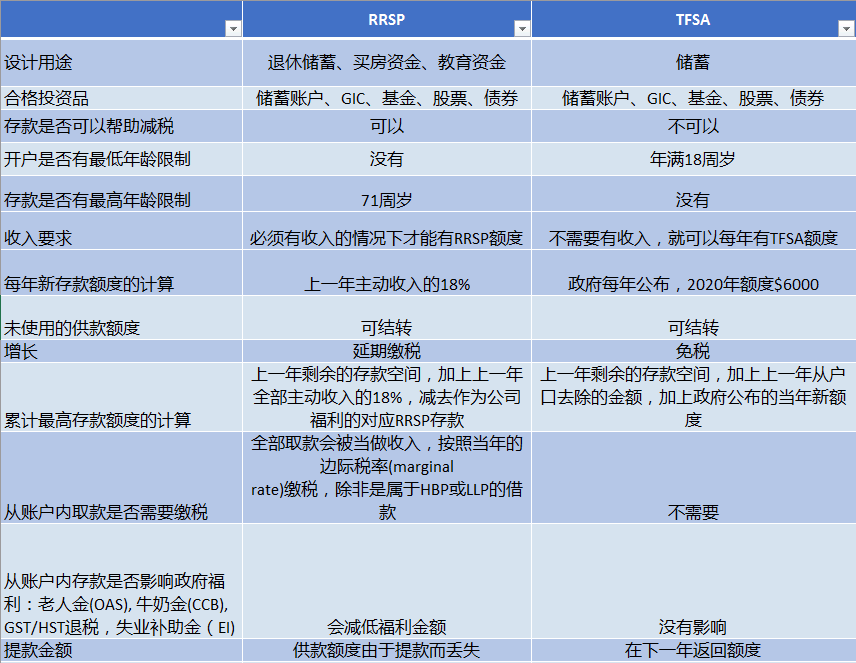 RRSP TFSA
设计用途 退休储蓄、买房资金、教育资金 储蓄
合格投资品 储蓄账户、GIC、基金、股票、债券 储蓄账户、GIC、基金、股票、债券
存款是否可以帮助减税 可以 不可以
开户是否有最低年龄限制 没有 年满18周岁
存款是否有最高年龄限制 71周岁 没有
收入要求 必须有收入的情况下才能有RRSP额度 不需要有收入，就可以每年有TFSA额度
每年新存款额度的计算 上一年主动收入的18% 政府每年公布，2020年额度$6000
未使用的供款额度 可结转 可结转
增长 延期缴税 免税
累计最高存款额度的计算
上一年剩余的存款空间，加上上一年
全部主动收入的18%，减去作为公司
福利的对应RRSP存款
上一年剩余的存款空间，加上上一年从户
口去除的金额，加上政府公布的当年新额
度
从账户内取款是否需要缴税
全部取款会被当做收入，按照当年的
边际税率(marginal
rate)缴税，除非是属于HBP或LLP的借
款
不需要
从账户内存款是否影响政府福
利：老人金(OAS), 牛奶金(CCB),
GST/HST退税，失业补助金（EI)
会减低福利金额 没有影响
提款金额 供款额度由于提款而丢失 在下一年返回额度